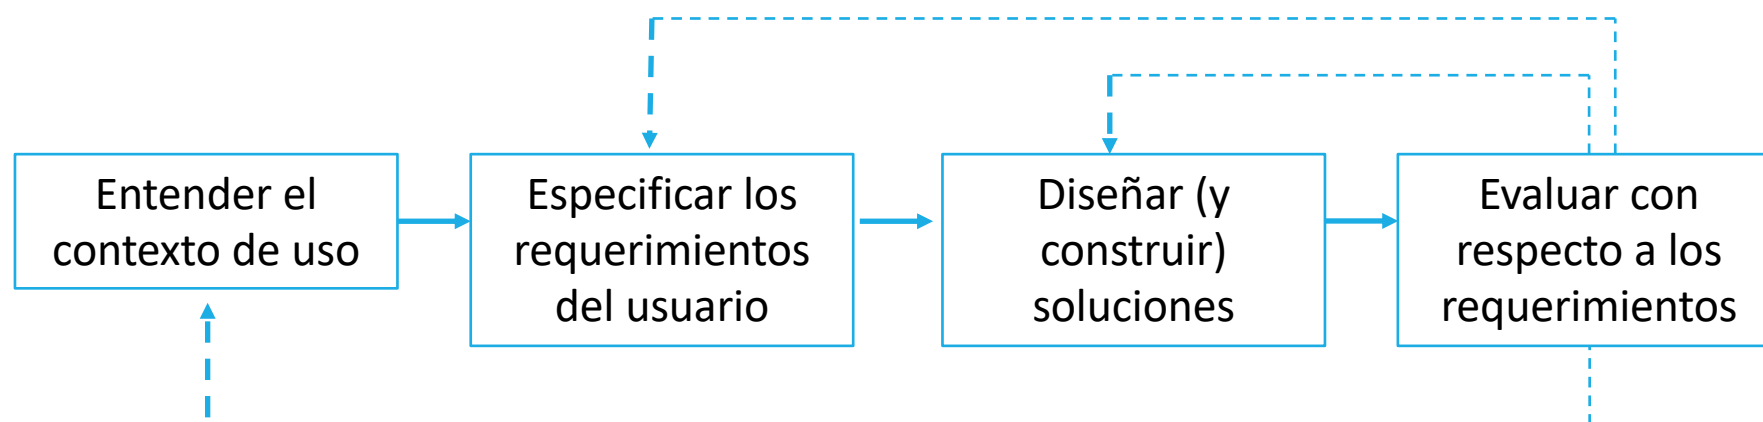 Entender el
contexto de uso
Especificar los
requerimientos
del usuario
Diseñar (y
construir)
soluciones
Evaluar con
respecto a los
requerimientos